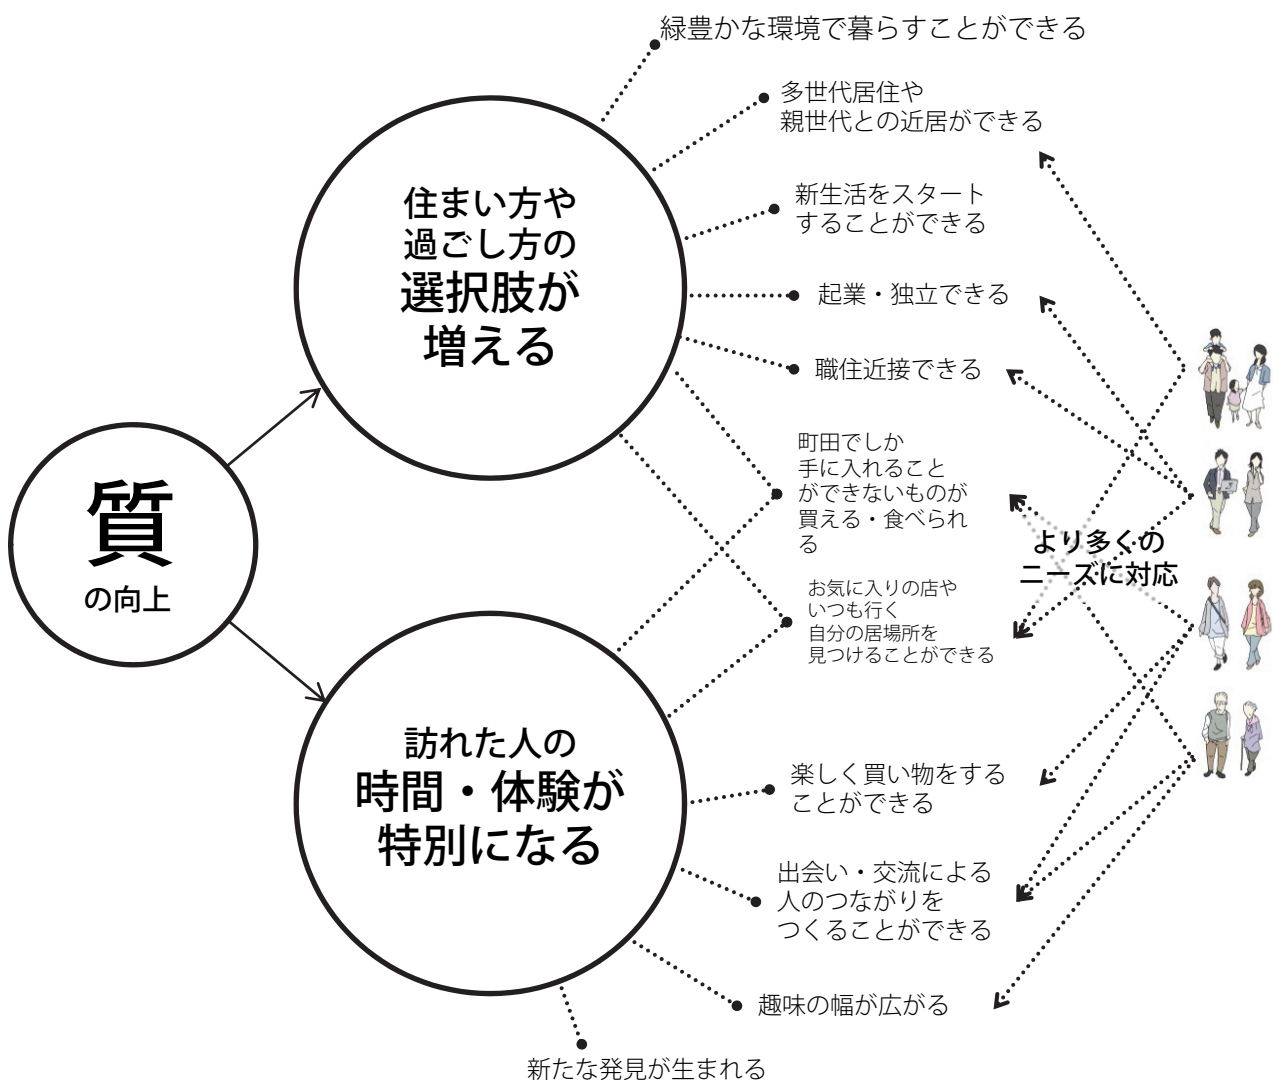 緑豊かな環境で暮らすことができる
多世代居住や
親世代との近居ができる
新生活をスタート
することができる
起業・独立できる
職住近接できる
町田でしか
手に入れること
ができないものが
買える・食べられ
る
お気に入りの店や
いつも行く
自分の居場所を
見つけることができる
楽しく買い物をする
ことができる
出会い・交流による
人のつながりを
つくることができる
趣味の幅が広がる
新たな発見が生まれる
住まい方や
過ごし方の
選択肢が
増える
質
の向上
訪れた人の
時間・体験が
特別になる
より多くの
ニーズに対応